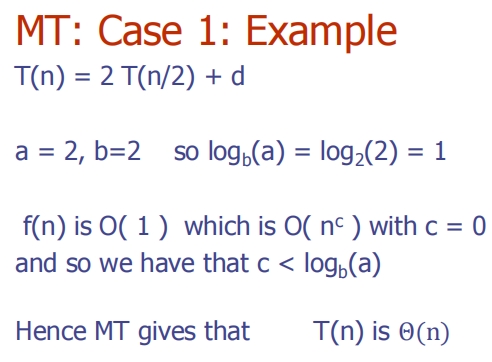 MT: Case 1: Example
T(n) = 2 T(n/2) + d
a = 2, b=2 so log_b(a) = log_2(2) = 1
f(n) is O( 1 ) which is O( n^c ) with c = 0
and so we have that c < log_b(a)
Hence MT gives that T(n) is Θ(n)